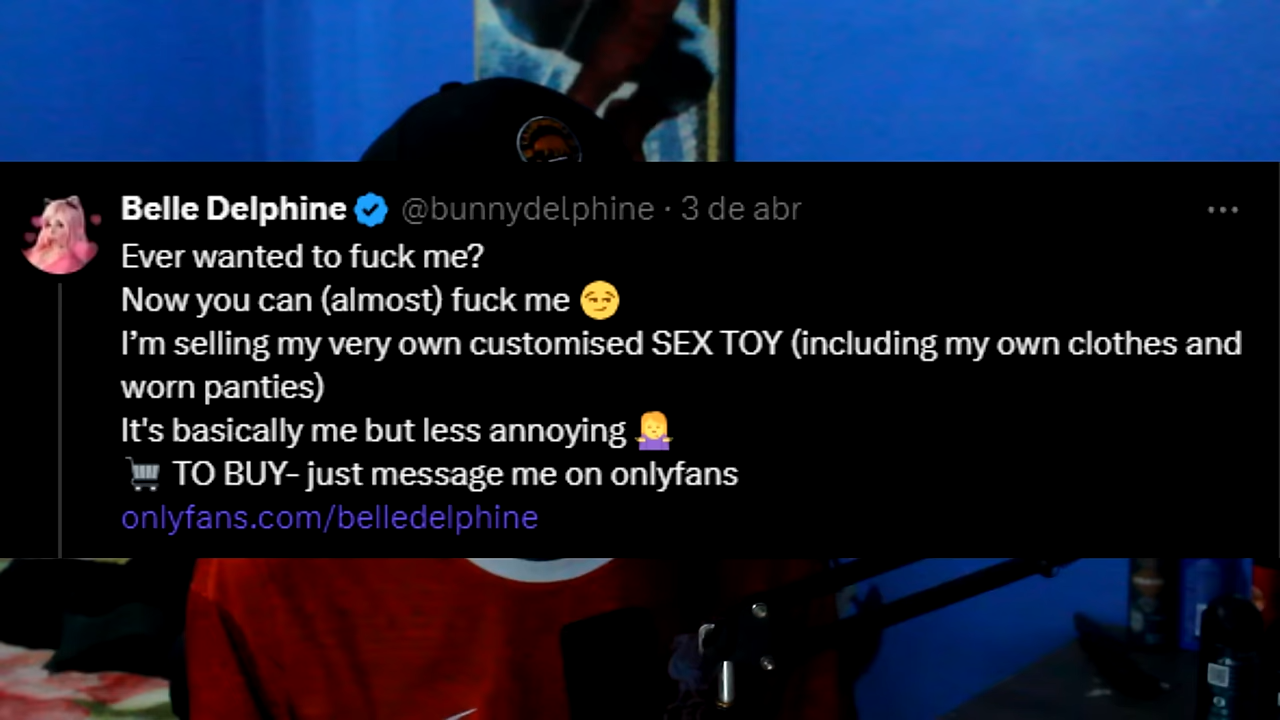 Belle Delphine @bunnydelphine · 3 de abr
Ever wanted to fuck me?
Now you can (almost) fuck me 😏
I’m selling my very own customised SEX TOY (including my own clothes and
worn panties)
It's basically me but less annoying 🤷‍♀️
🛒 TO BUY- just message me on onlyfans
onlyfans.com/belledelphine